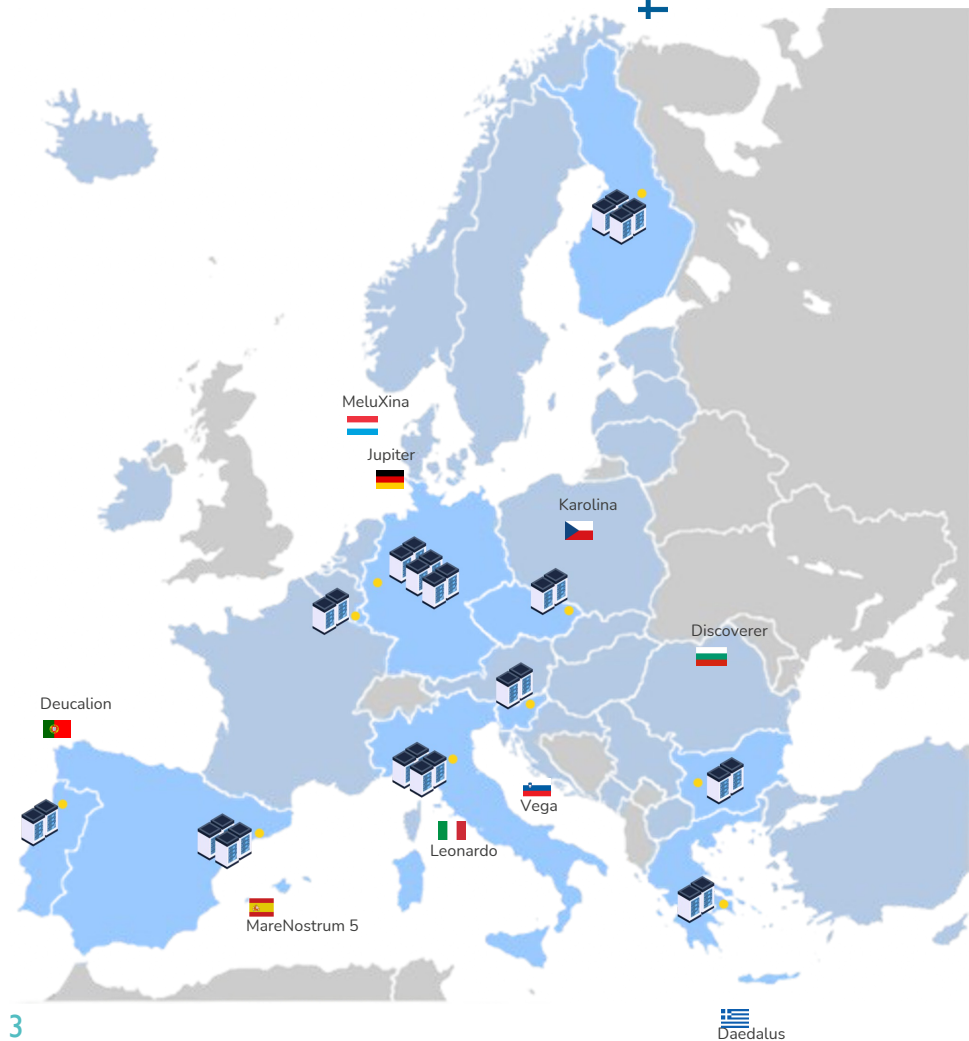 MeluXina
Jupiter
Karolina
Discoverer
Deucalion
Vega
Leonardo
MareNostrum 5
3
Daedalus